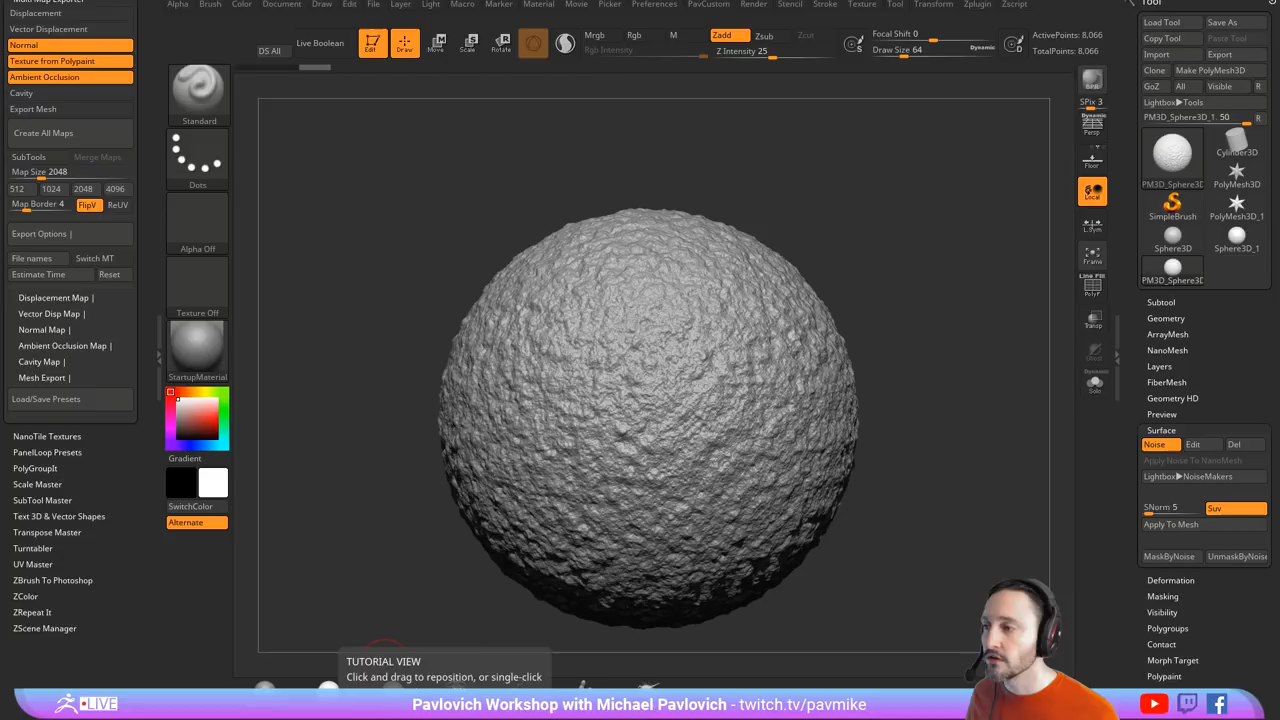 Alpha Brush Color Document Draw Edit File Layer Light Macro Marker Material Movie Picker Preferences PavCustom Render Stencil Stroke Texture Tool Transform Zplugin Zscript
Displacement
Vector Displacement
Normal
Texture from Polypaint
Ambient Occlusion
Cavity
Export Mesh
Create All Maps
SubTools Merge Maps
Map Size 2048
512 1024 2048 4096
Map Border 4 FlipV ReUV
Export Options |
File names Switch MT
Estimate Time Reset
Displacement Map |
Vector Disp Map |
Normal Map |
Ambient Occlusion Map |
Cavity Map |
Mesh Export |
Load/Save Presets
NanoTile Textures
PanelLoop Presets
PolyGroupIt
Scale Master
SubTool Master
Text 3D & Vector Shapes
Transpose Master
Turntabler
UV Master
ZBrush To Photoshop
ZColor
ZRepeat It
ZScene Manager
DS All
Live Boolean
Edit
Draw
Move
Scale
Rotate
Mrgb Rgb M
Rgb Intensity
Zadd Zsub Zcut
Z Intensity 25
S
Focal Shift 0
Draw Size 64
Dynamic
D
ActivePoints: 8,066
TotalPoints: 8,066
Standard
Dots
Alpha Off
Texture Off
StartupMaterial
Gradient
SwitchColor
Alternate
BPR
SPix 3
Dynamic
Persp
Floor
Local
L.Sym
Frame
Line Fill
PolyF
Transp
Ghost
Dynamic
Solo
Tool
Load Tool Save As
Copy Tool Paste Tool
Import Export
Clone Make PolyMesh3D
GoZ All Visible R
Lightbox▶Tools
PM3D_Sphere3D_1. 50 R
PM3D_Sphere3D
Cylinder3D
PolyMesh3D
SimpleBrush
PolyMesh3D_1
Sphere3D
Sphere3D_1
PM3D_Sphere3D
Subtool
Geometry
ArrayMesh
NanoMesh
Layers
FiberMesh
Geometry HD
Preview
Surface
Noise Edit Del
Apply Noise To NanoMesh
Lightbox▶NoiseMakers
SNorm 5 Suv
Apply To Mesh
MaskByNoise UnmaskByNoise
Deformation
Masking
Visibility
Polygroups
Contact
Morph Target
Polypaint
TUTORIAL VIEW
Click and drag to reposition, or single-click
LIVE
Pavlovich Workshop with Michael Pavlovich - twitch.tv/pavmike